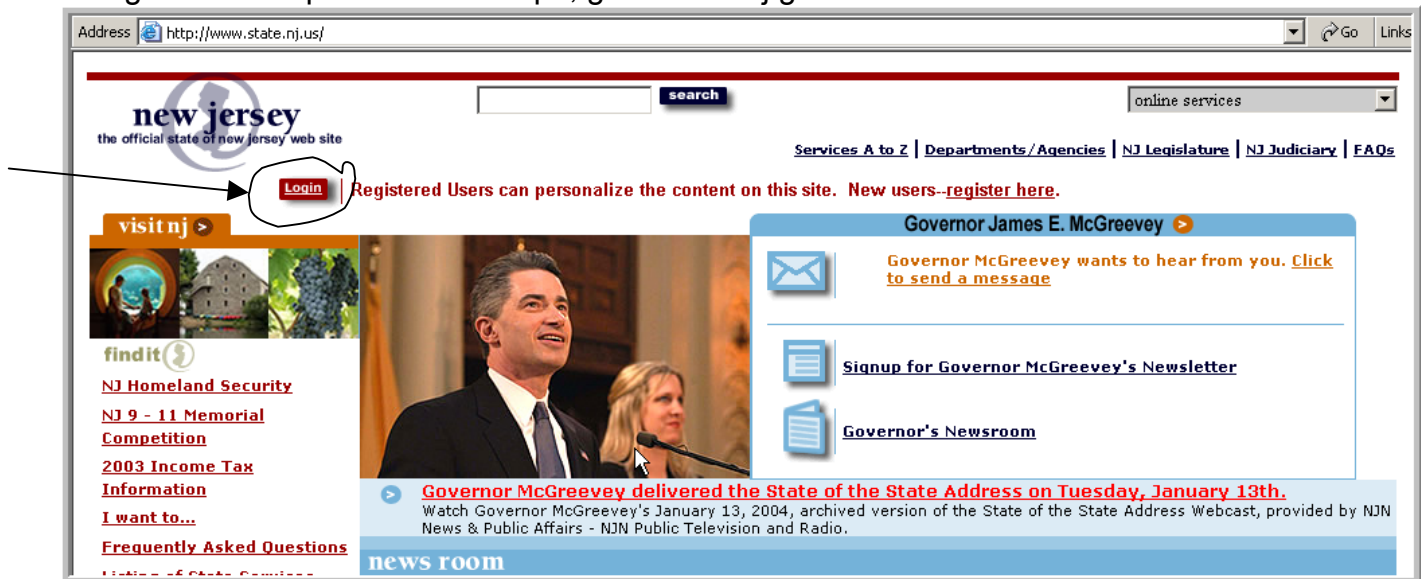 Address http://www.state.nj.us/ Go Links
new jersey
the official state of new jersey web site
search
online services
Services A to Z | Departments/Agencies | NJ Legislature | NJ Judiciary | FAQs
Login Registered Users can personalize the content on this site. New users--register here.
visit nj
find it
NJ Homeland Security
NJ 9 - 11 Memorial
Competition
2003 Income Tax
Information
I want to...
Frequently Asked Questions
Listing of State Services
Governor James E. McGreevey
Governor McGreevey wants to hear from you. Click
to send a message
Signup for Governor McGreevey's Newsletter
Governor's Newsroom
Governor McGreevey delivered the State of the State Address on Tuesday, January 13th.
Watch Governor McGreevey's January 13, 2004, archived version of the State of the State Address Webcast, provided by NJN
News & Public Affairs - NJN Public Television and Radio.
news room